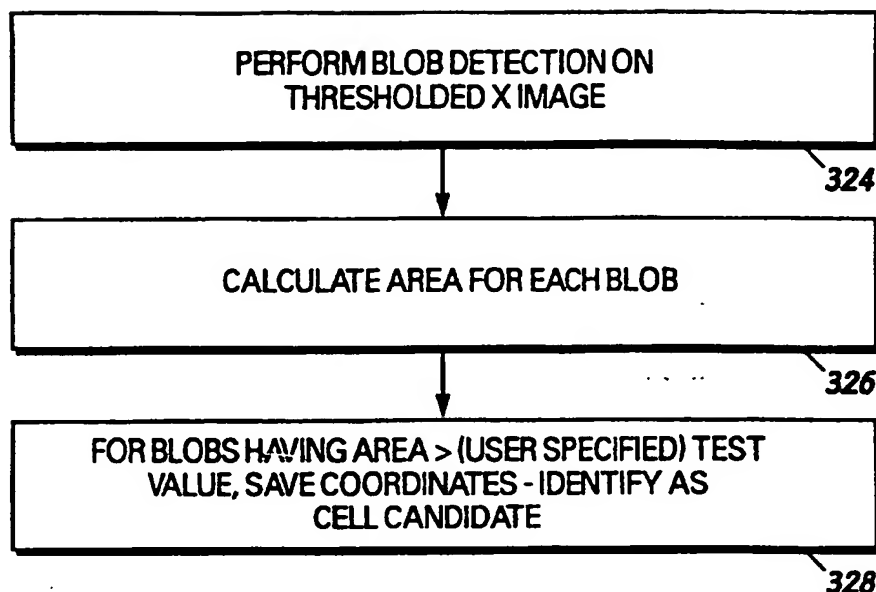 PERFORM BLOB DETECTION ON
THRESHOLDED X IMAGE
324
CALCULATE AREA FOR EACH BLOB
326
FOR BLOBS HAVING AREA > (USER SPECIFIED) TEST
VALUE, SAVE COORDINATES - IDENTIFY AS
CELL CANDIDATE
328